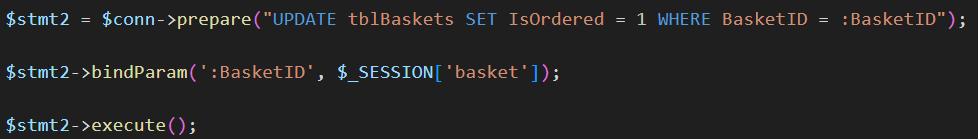 $stmt2 = $conn->prepare("UPDATE tblBaskets SET IsOrdered = 1 WHERE BasketID = :BasketID");
$stmt2->bindParam(':BasketID', $_SESSION['basket']);
$stmt2->execute();